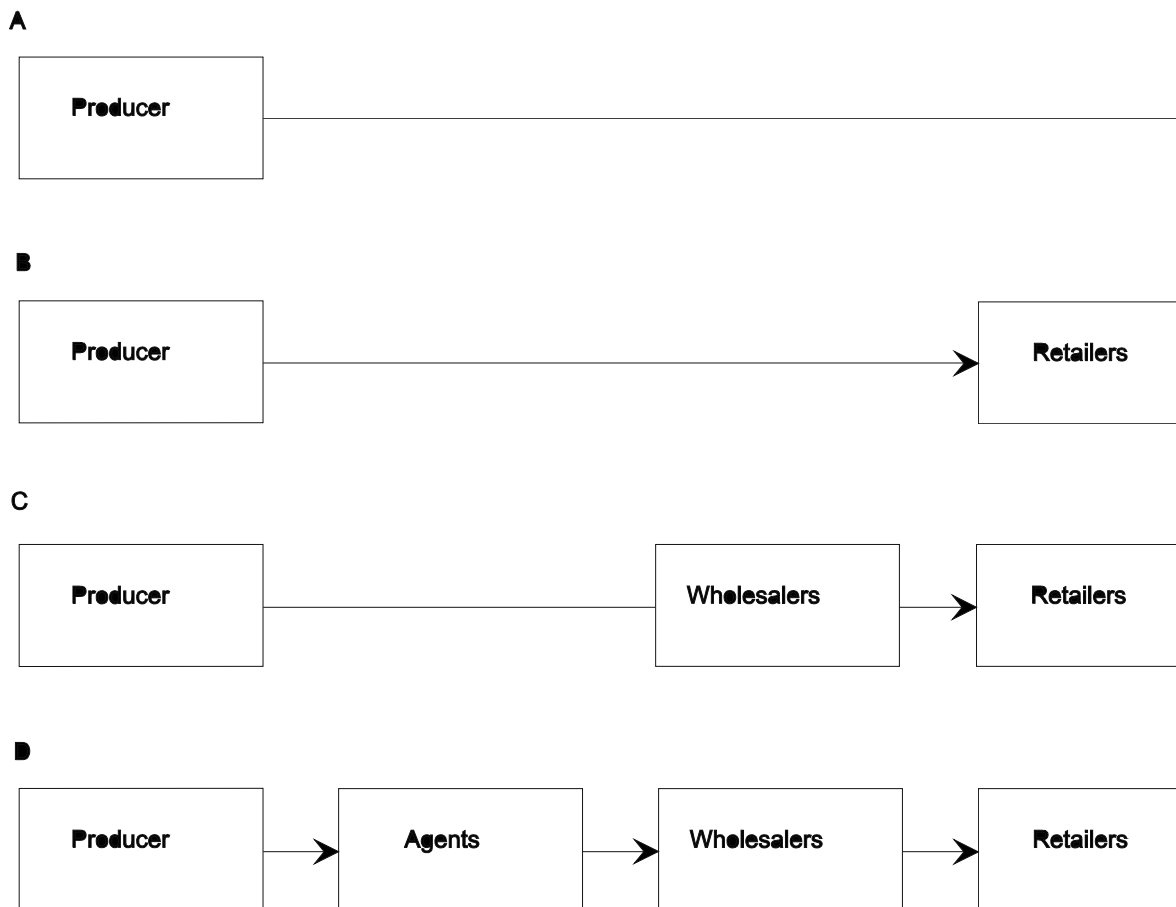 A
Producer
B
Producer Retailers
C
Producer Wholesalers Retailers
D
Producer Agents Wholesalers Retailers